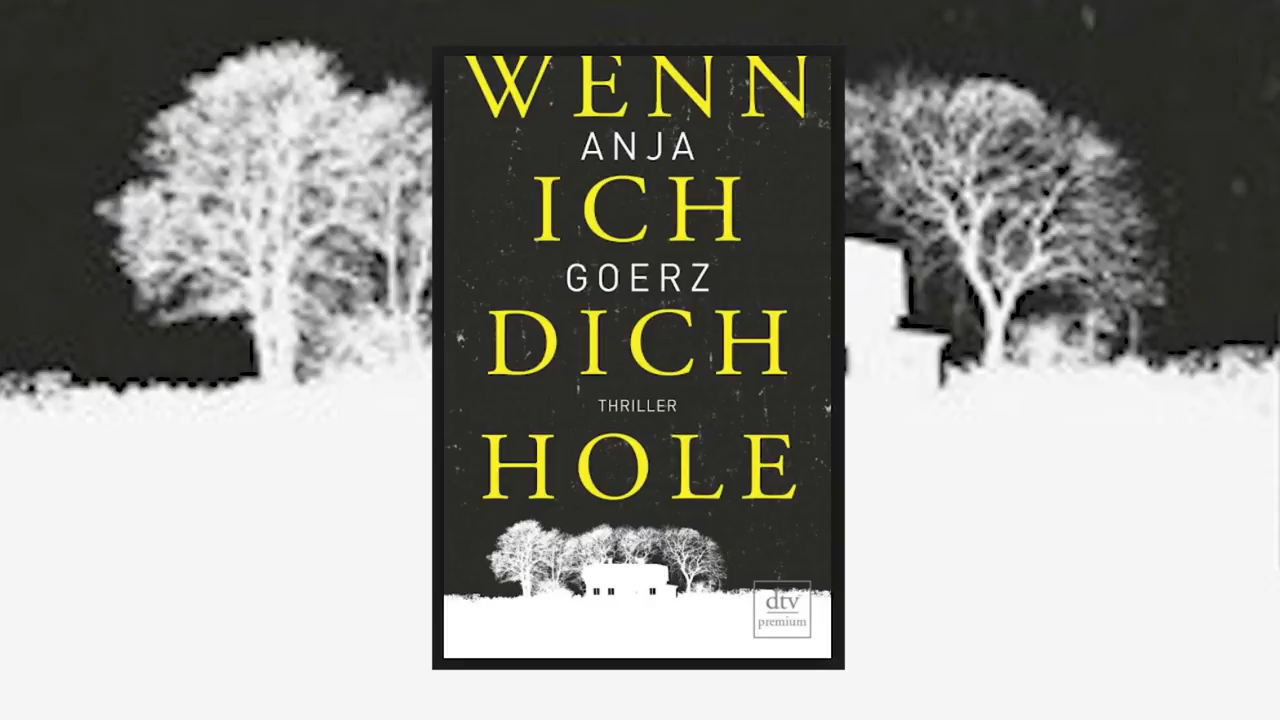 WENN
ANJA
ICH
GOERZ
DICH
THRILLER
HOLE
dtv
premium